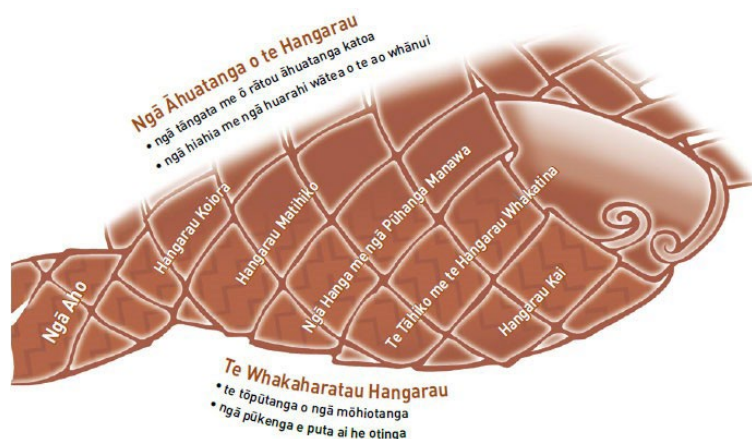 Ngā Āhuatanga o te Hangarau
• ngā tāngata me ō rātou āhuatanga katoa
• ngā hiahia me ngā huarahi wātea o te ao whānui
Ngā Aho
Hangarau Koiora
Hangarau Matihiko
Ngā Hanga me ngā Pūhanga Manawa
Te Tāhiko me te Hangarau Whakatina
Hangarau Kai
Te Whakaharatau Hangarau
• te tōpūtanga o ngā mōhiotanga
• ngā pūkenga e puta ai he otinga